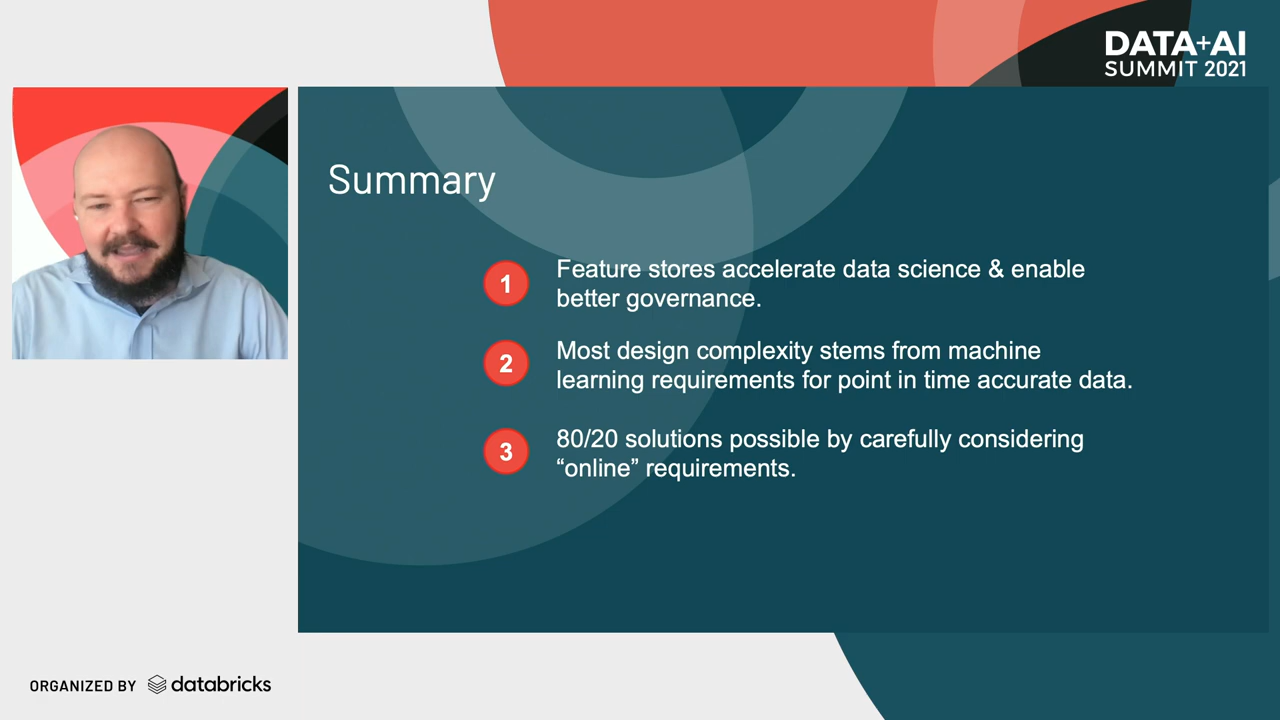 DATA+AI
SUMMIT 2021
Summary
1 Feature stores accelerate data science & enable
better governance.
2 Most design complexity stems from machine
learning requirements for point in time accurate data.
3 80/20 solutions possible by carefully considering
“online” requirements.
ORGANIZED BY databricks